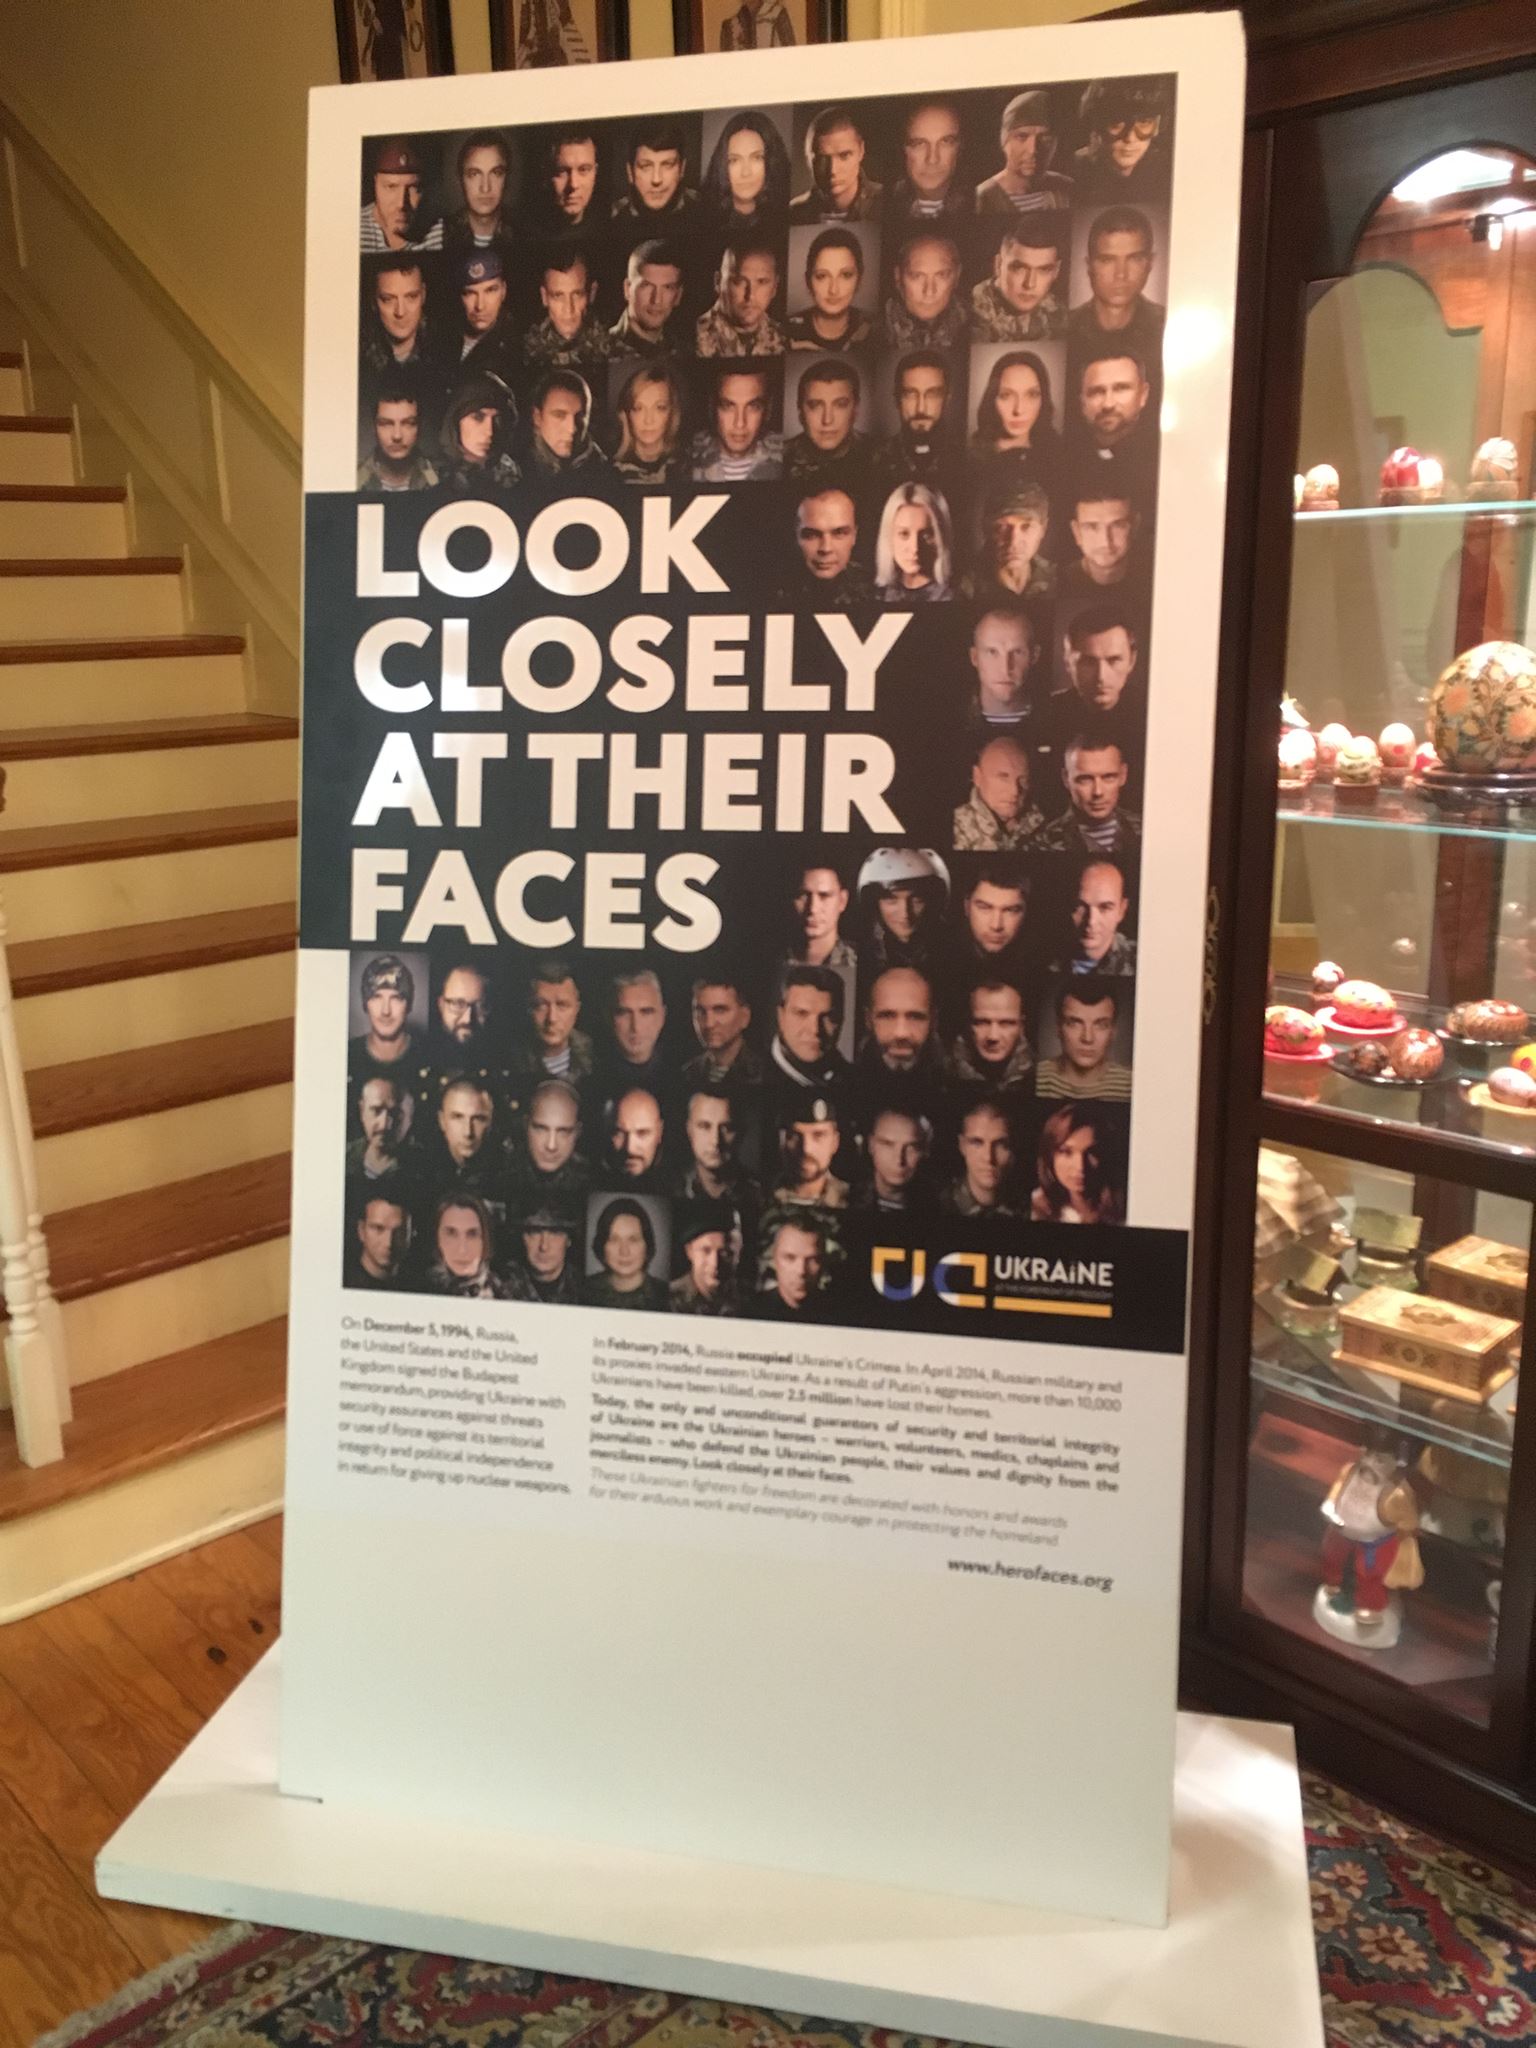 LOOK
CLOSELY
AT THEIR
FACES
UKRAiNE
AT THE FOREFRONT OF FREEDOM
On December 5, 1994, Russia,
the United States and the United
Kingdom signed the Budapest
memorandum, providing Ukraine with
security assurances against threats
or use of force against its territorial
integrity and political independence
in return for giving up nuclear weapons.
In February 2014, Russia occupied Ukraine's Crimea. In April 2014, Russian military and
its proxies invaded eastern Ukraine. As a result of Putin's aggression, more than 10,000
Ukrainians have been killed, over 2.5 million have lost their homes.
Today, the only and unconditional guarantors of security and territorial integrity
of Ukraine are the Ukrainian heroes – warriors, volunteers, medics, chaplains and
journalists – who defend the Ukrainian people, their values and dignity from the
merciless enemy. Look closely at their faces.
These Ukrainian fighters for freedom are decorated with honors and awards
for their arduous work and exemplary courage in protecting the homeland.
www.herofaces.org